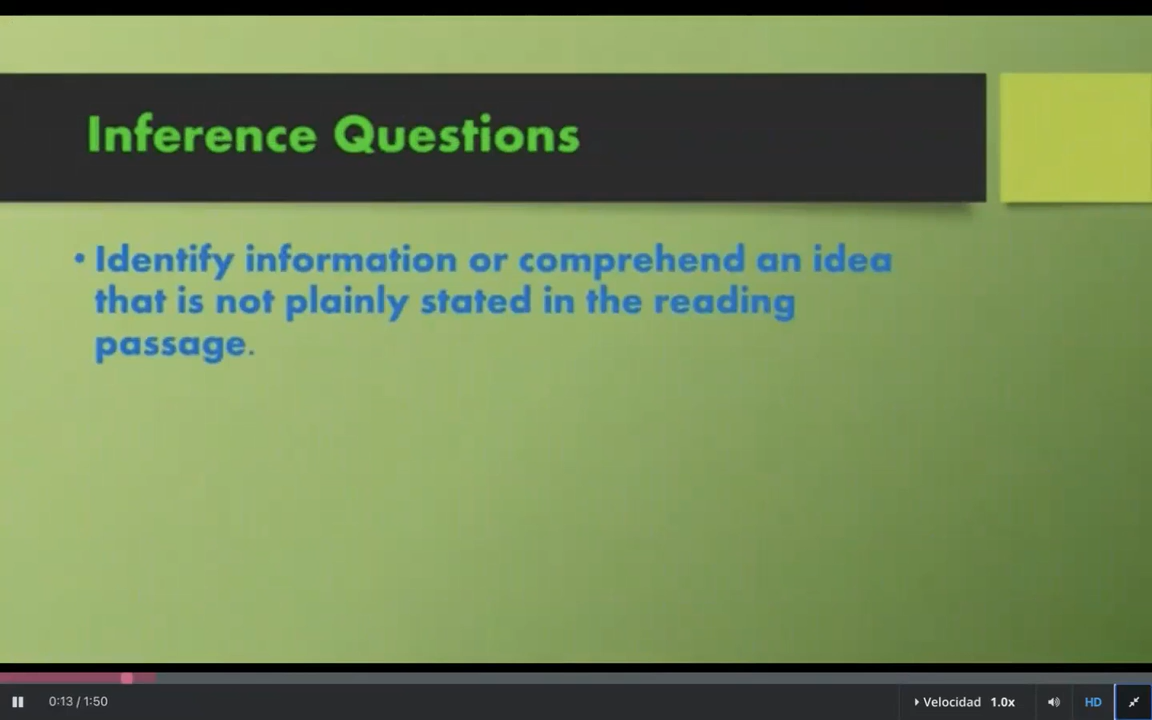 Inference Questions
• Identify information or comprehend an idea
that is not plainly stated in the reading
passage.
0:13 / 1:50
Velocidad 1.0x
HD